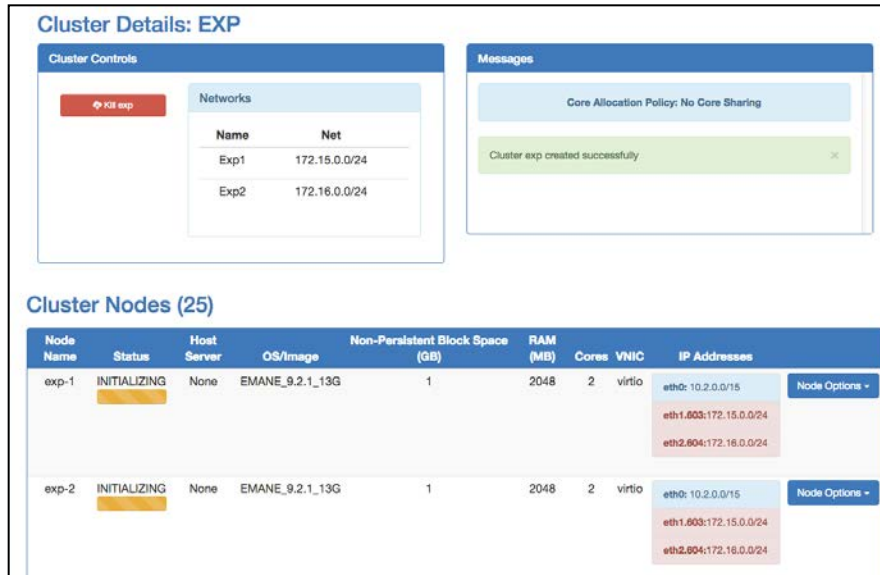 Cluster Details: EXP
Cluster Controls
Kill exp
Networks
Name Net
Exp1 172.15.0.0/24
Exp2 172.16.0.0/24
Messages
Core Allocation Policy: No Core Sharing
Cluster exp created successfully ×
Cluster Nodes (25)
Node Name Status Host Server OS/Image Non-Persistent Block Space (GB) RAM (MB) Cores VNIC IP Addresses
exp-1 INITIALIZING None EMANE_9.2.1_13G 1 2048 2 virtio eth0: 10.2.0.0/15 Node Options
eth1.603:172.15.0.0/24
eth2.604:172.16.0.0/24
exp-2 INITIALIZING None EMANE_9.2.1_13G 1 2048 2 virtio eth0: 10.2.0.0/15 Node Options
eth1.603:172.15.0.0/24
eth2.604:172.16.0.0/24